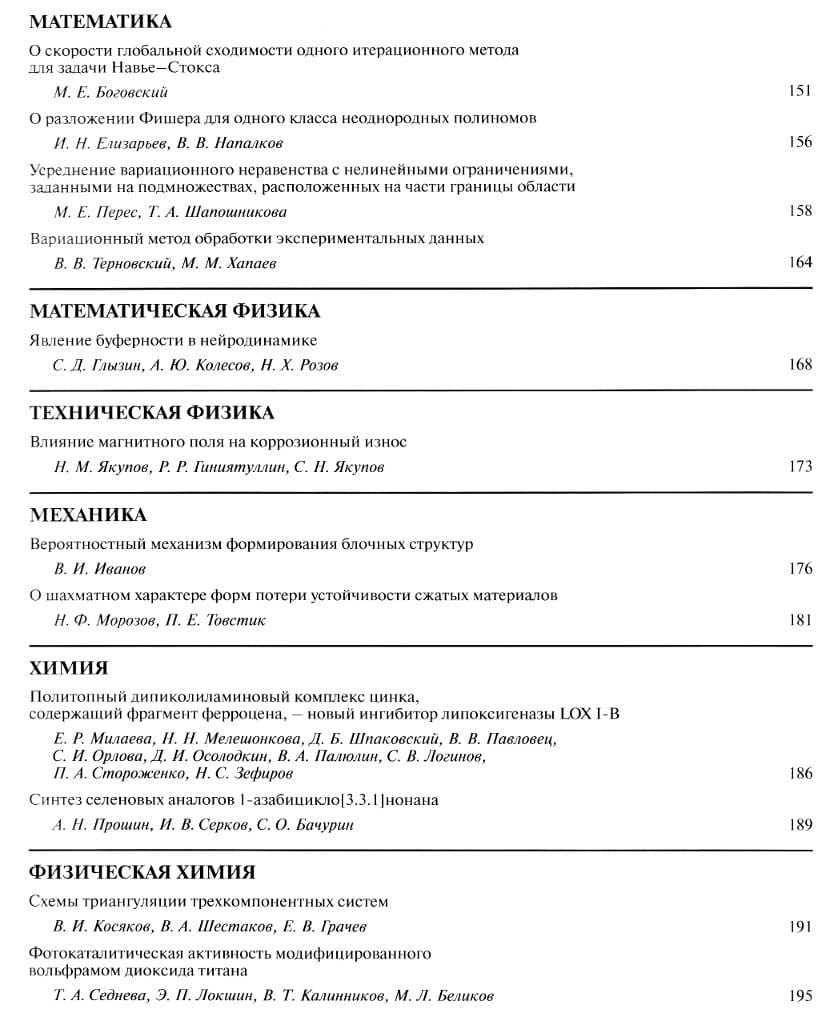 МАТЕМАТИКА
О скорости глобальной сходимости одного итерационного метода
для задачи Навье–Стокса
М. Е. Боговский 151
О разложении Фишера для одного класса неоднородных полиномов
И. Н. Елизарьев, В. В. Напалков 156
Усреднение вариационного неравенства с нелинейными ограничениями,
заданными на подмножествах, расположенных на части границы области
М. Е. Перес, Т. А. Шапошникова 158
Вариационный метод обработки экспериментальных данных
В. В. Терновский, М. М. Хапаев 164
МАТЕМАТИЧЕСКАЯ ФИЗИКА
Явление буферности в нейродинамике
С. Д. Глызин, А. Ю. Колесов, Н. Х. Розов 168
ТЕХНИЧЕСКАЯ ФИЗИКА
Влияние магнитного поля на коррозионный износ
Н. М. Якупов, Р. Р. Гиниятуллин, С. Н. Якупов 173
МЕХАНИКА
Вероятностный механизм формирования блочных структур
В. И. Иванов 176
О шахматном характере форм потери устойчивости сжатых материалов
Н. Ф. Морозов, П. Е. Товстик 181
ХИМИЯ
Политопный дипиколиламиновый комплекс цинка,
содержащий фрагмент ферроцена, – новый ингибитор липоксигеназы LOX I-B
Е. Р. Милаева, Н. Н. Мелешонкова, Д. Б. Шпаковский, В. В. Павловец,
С. И. Орлова, Д. И. Осолодкин, В. А. Палюлин, С. В. Логинов,
П. А. Стороженко, Н. С. Зефиров 186
Синтез селеновых аналогов 1-азабицикло[3.3.1]нонана
А. Н. Прошин, И. В. Серков, С. О. Бачурин 189
ФИЗИЧЕСКАЯ ХИМИЯ
Схемы триангуляции трехкомпонентных систем
В. И. Косяков, В. А. Шестаков, Е. В. Грачев 191
Фотокаталитическая активность модифицированного
вольфрамом диоксида титана
Т. А. Седнева, Э. П. Локшин, В. Т. Калинников, М. Л. Беликов 195